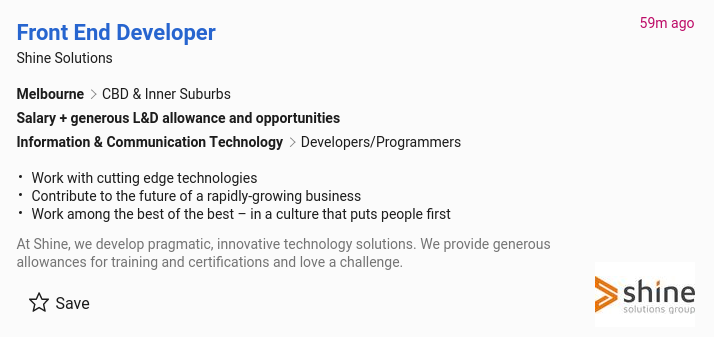 Front End Developer
59m ago
Shine Solutions
Melbourne > CBD & Inner Suburbs
Salary + generous L&D allowance and opportunities
Information & Communication Technology > Developers/Programmers
• Work with cutting edge technologies
• Contribute to the future of a rapidly-growing business
• Work among the best of the best – in a culture that puts people first
At Shine, we develop pragmatic, innovative technology solutions. We provide generous
allowances for training and certifications and love a challenge.
Save
shine
solutions group